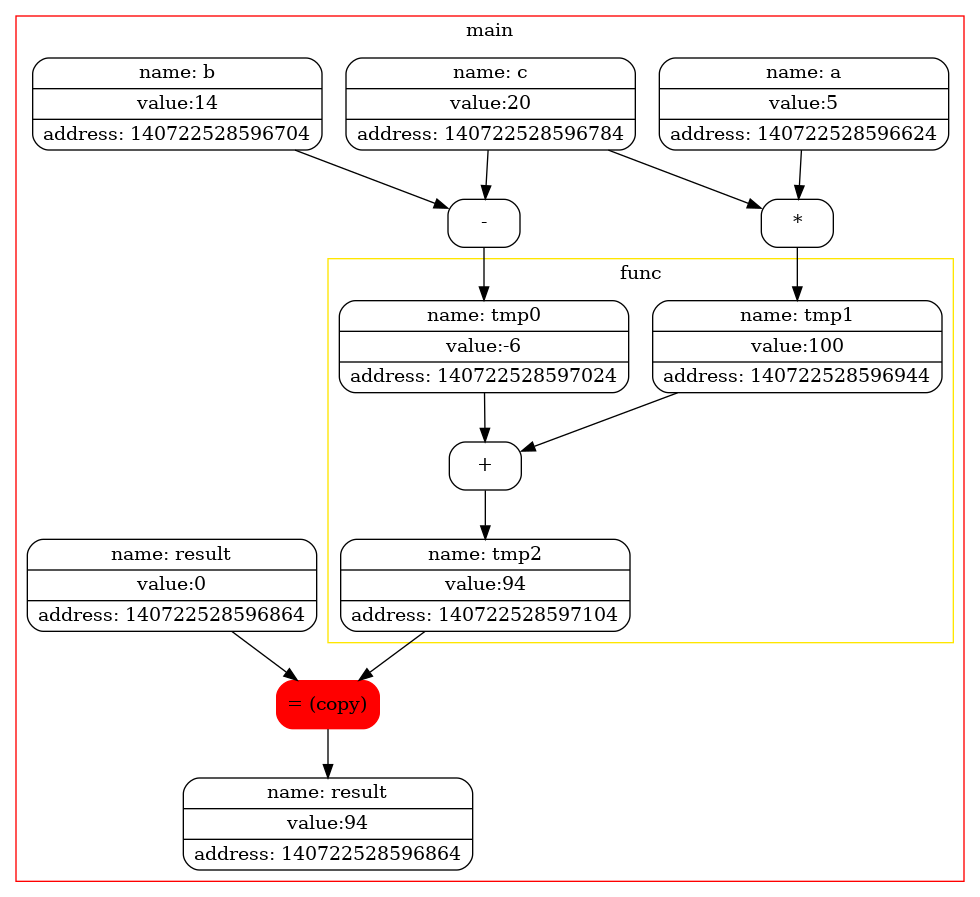 main
name: b
value:14
address: 140722528596704
name: c
value:20
address: 140722528596784
name: a
value:5
address: 140722528596624
-
*
func
name: tmp0
value:-6
address: 140722528597024
name: tmp1
value:100
address: 140722528596944
+
name: result
value:0
address: 140722528596864
name: tmp2
value:94
address: 140722528597104
= (copy)
name: result
value:94
address: 140722528596864